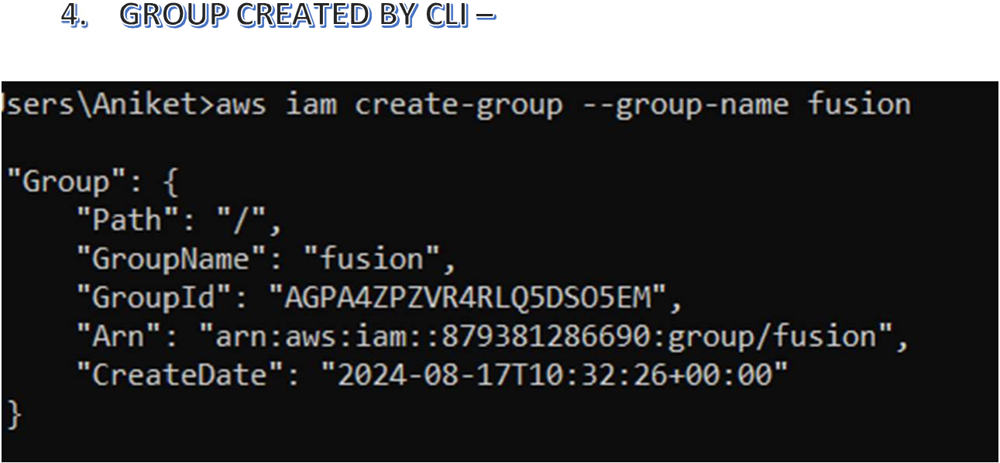 4. GROUP CREATED BY CLI –
sers\Aniket>aws iam create-group --group-name fusion
"Group": {
"Path": "/",
"GroupName": "fusion",
"GroupId": "AGPA4ZPZVR4RLQ5DSO5EM",
"Arn": "arn:aws:iam::879381286690:group/fusion",
"CreateDate": "2024-08-17T10:32:26+00:00"
}